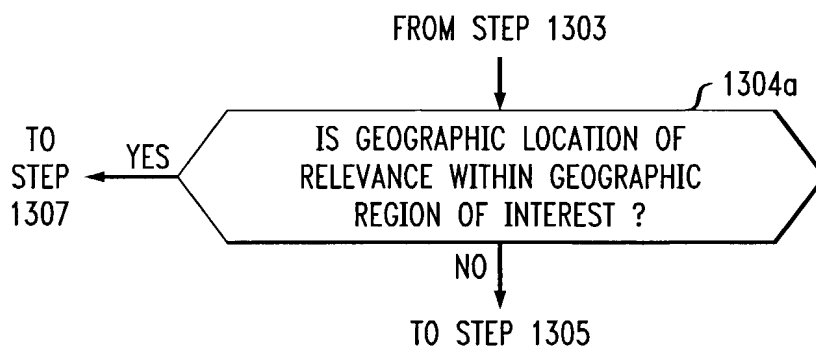 FROM STEP 1303
1304a
IS GEOGRAPHIC LOCATION OF
RELEVANCE WITHIN GEOGRAPHIC
REGION OF INTEREST ?
YES
TO
STEP
1307
NO
TO STEP 1305